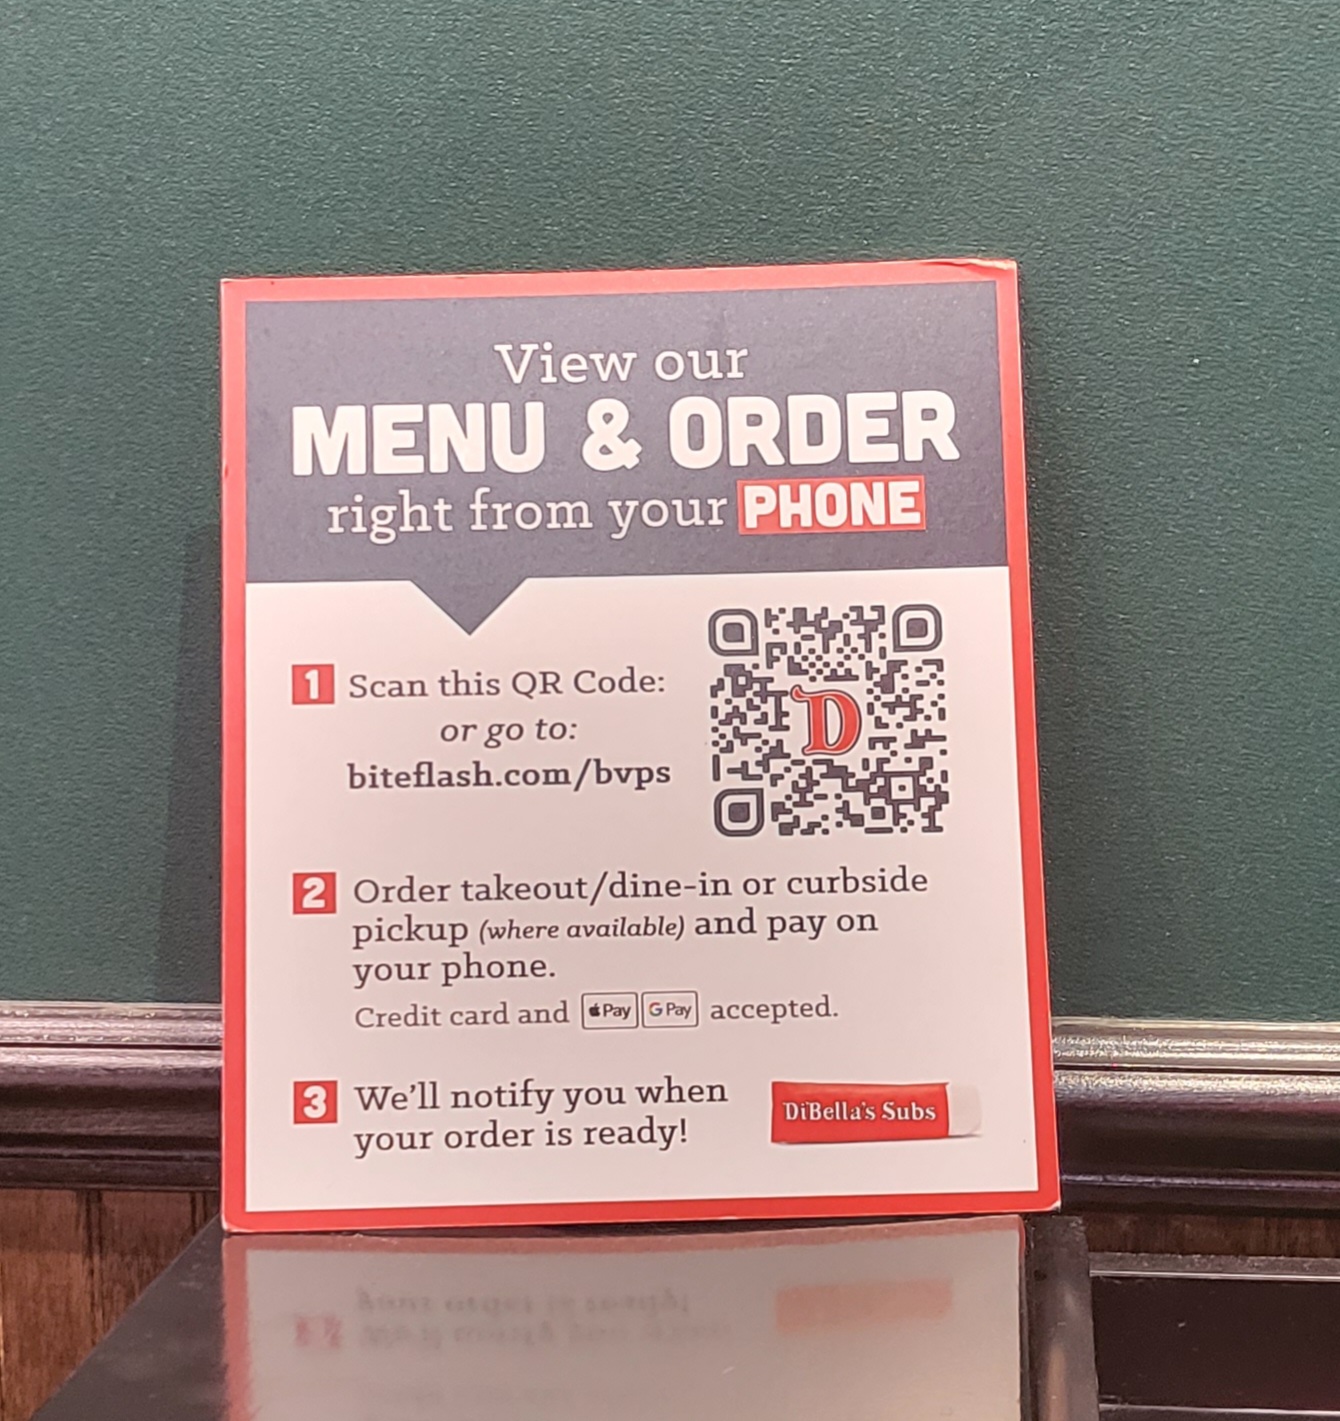 View our
MENU & ORDER
right from your PHONE
1 Scan this QR Code:
or go to:
biteflash.com/bvps
D
2 Order takeout/dine-in or curbside
pickup (where available) and pay on
your phone.
Credit card and Pay G Pay accepted.
3 We'll notify you when
your order is ready!
DiBella's Subs